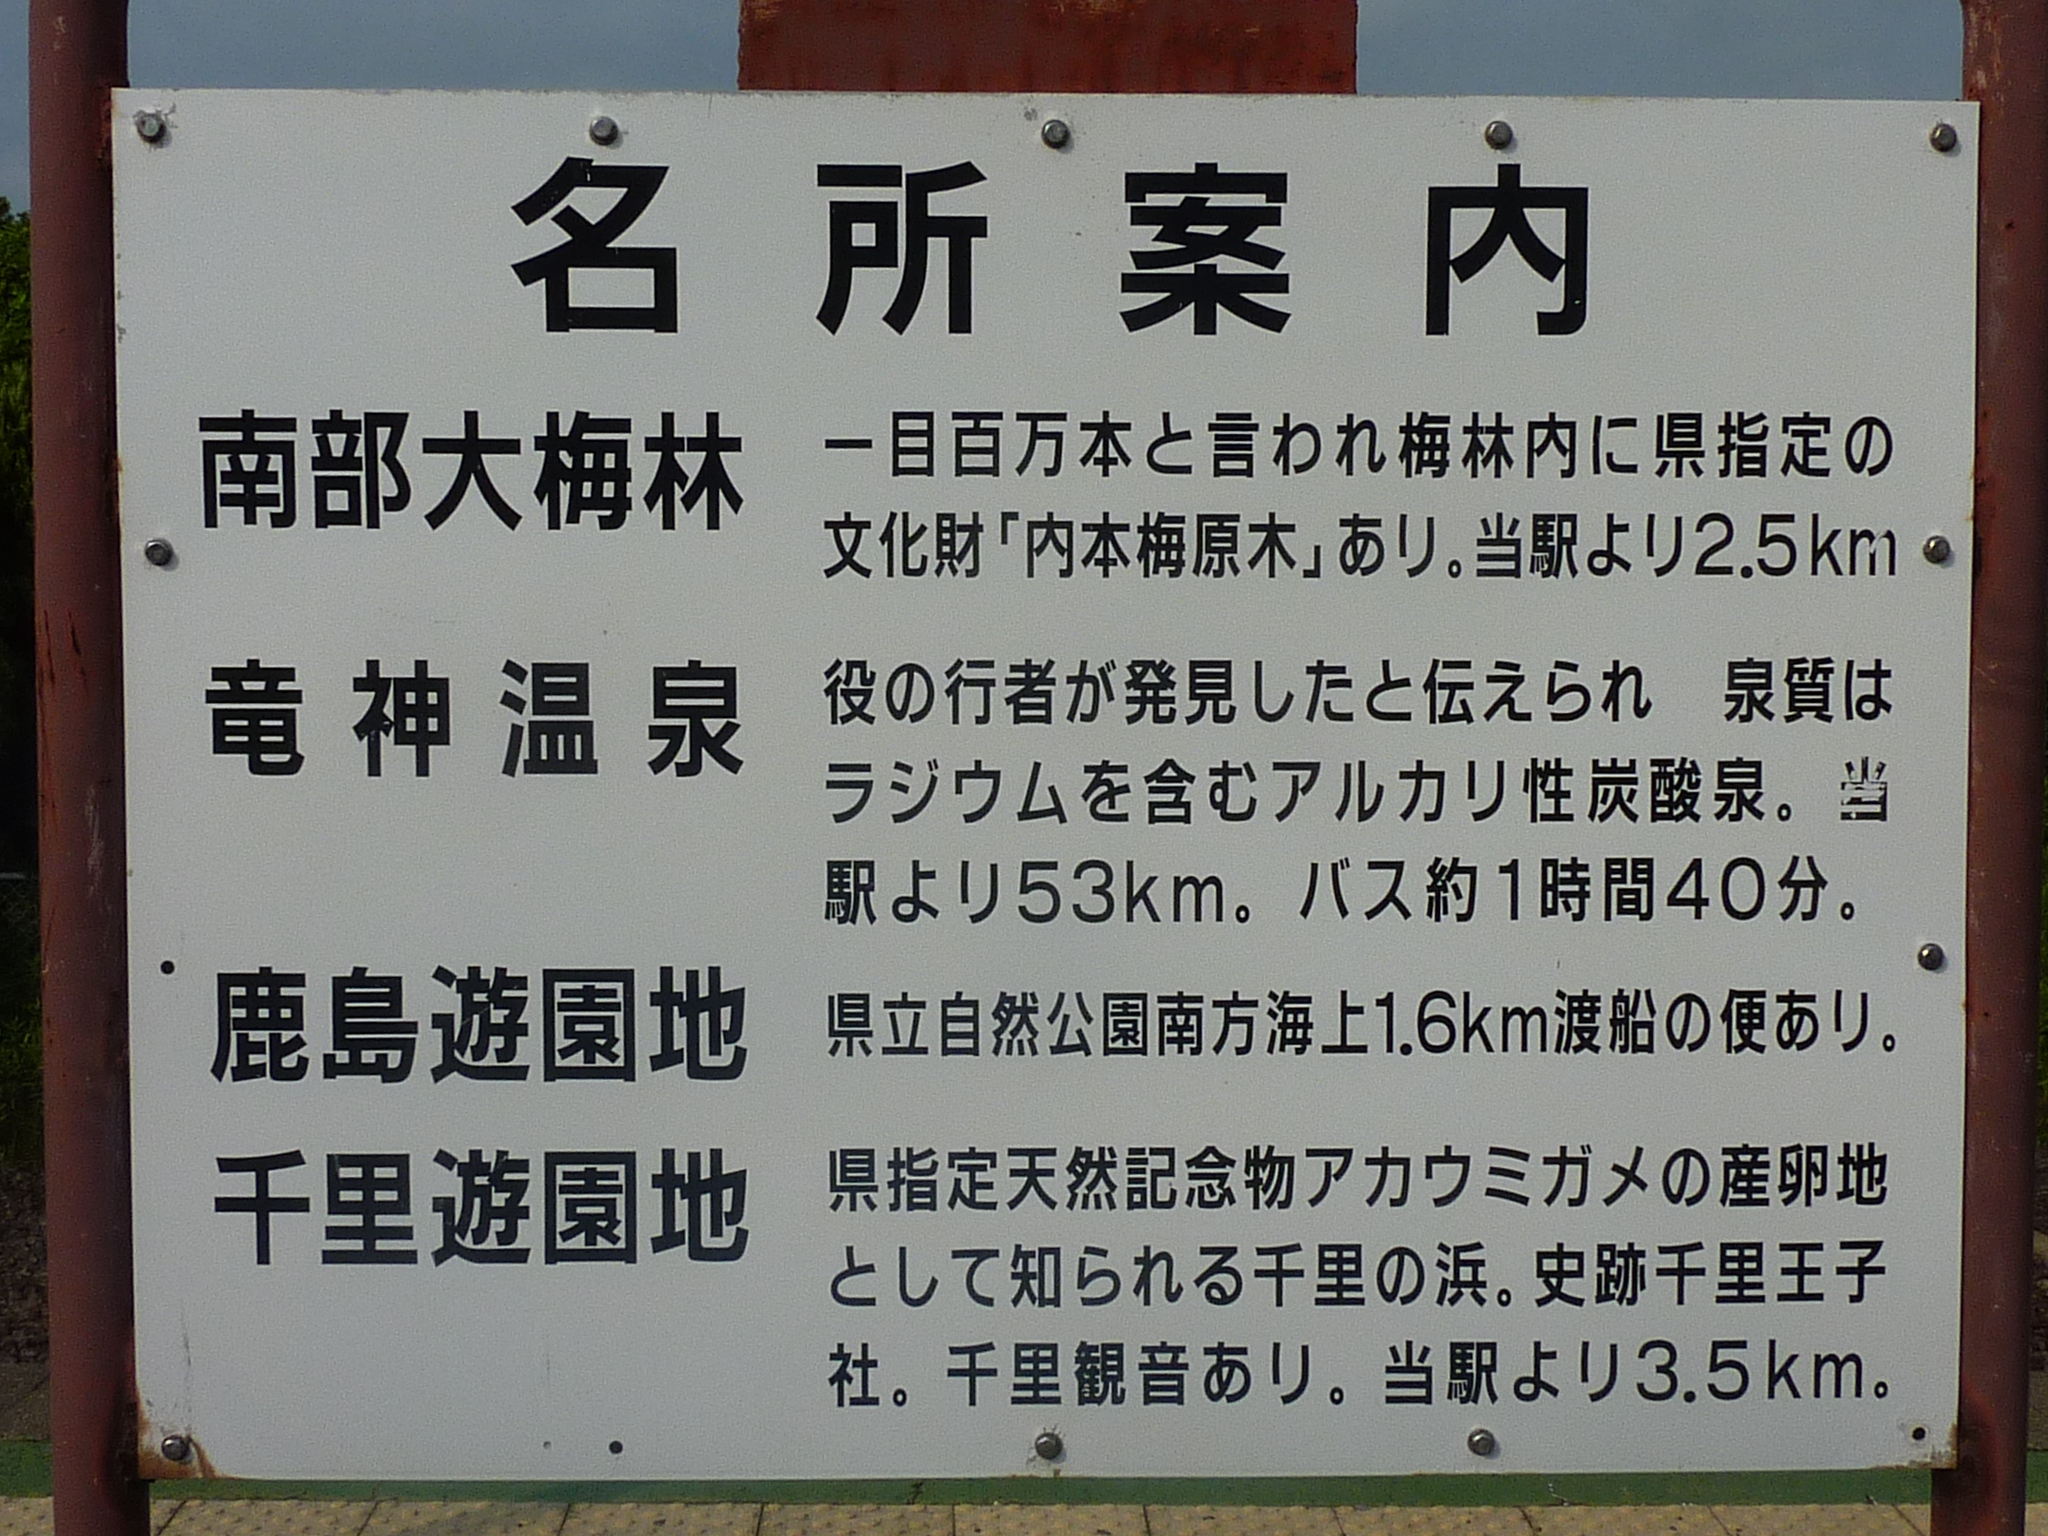 名所案内
南部大梅林
一目百万本と言われ梅林内に県指定の
文化財「内本梅原木」あり。当駅より2.5km
竜神温泉
役の行者が発見したと伝えられ　泉質は
ラジウムを含むアルカリ性炭酸泉。当
駅より53km。バス約1時間40分。
鹿島遊園地
県立自然公園南方海上1.6km渡船の便あり。
千里遊園地
県指定天然記念物アカウミガメの産卵地
として知られる千里の浜。史跡千里王子
社。千里観音あり。当駅より3.5km。